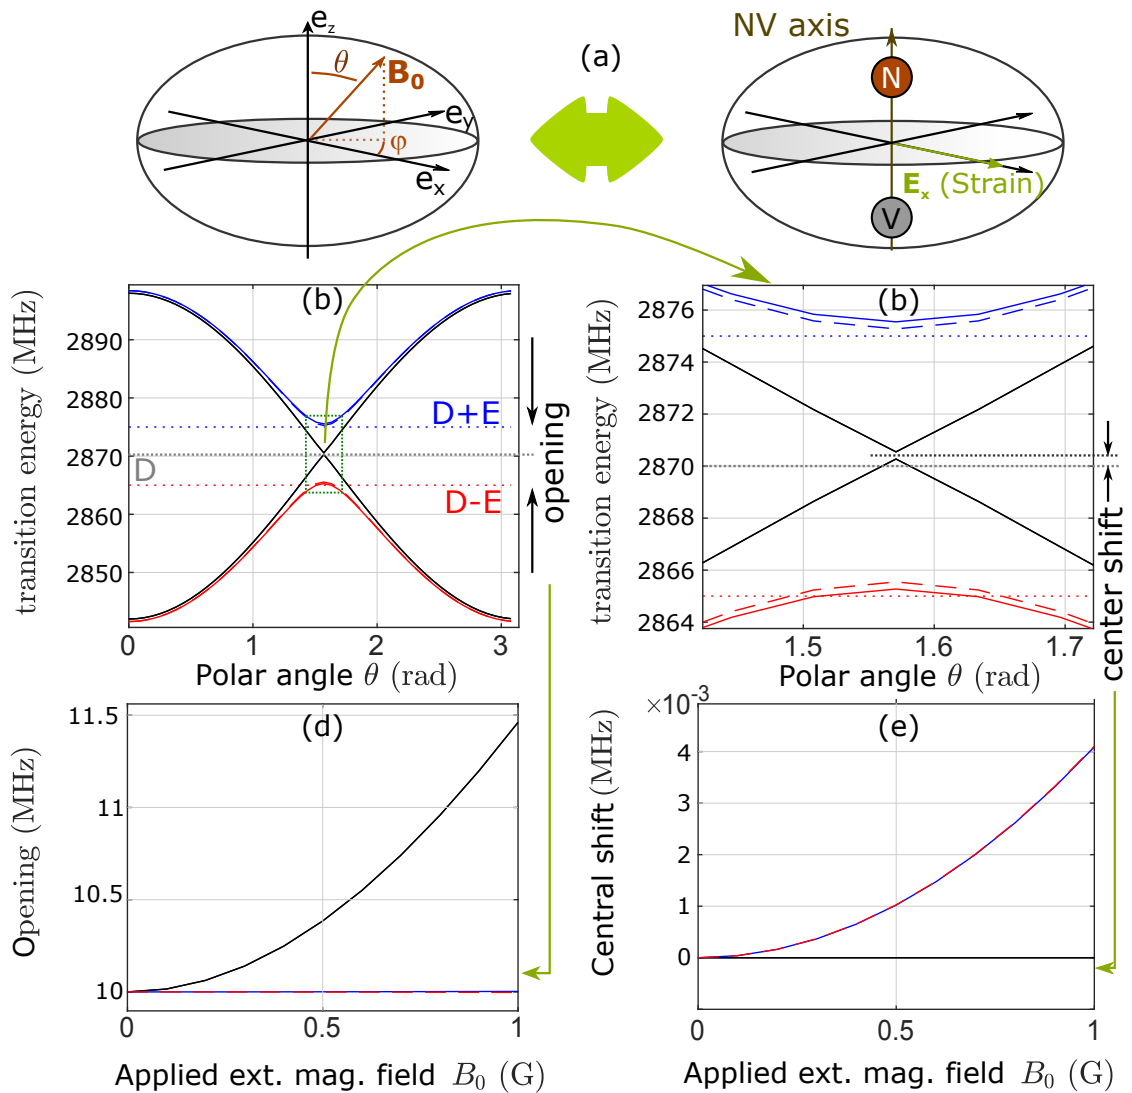 (a)
e_z
θ
B_0
e_y
φ
e_x
NV axis
N
E_x (Strain)
V
transition energy (MHz)
(b)
2890
2880
2870
2860
2850
D+E
D
D-E
opening
0
1
2
3
Polar angle θ (rad)
transition energy (MHz)
(b)
2876
2874
2872
2870
2868
2866
2864
center shift
1.5
1.6
1.7
Polar angle θ (rad)
Opening (MHz)
(d)
11.5
11
10.5
10
0
0.5
1
Applied ext. mag. field B_0 (G)
Central shift (MHz)
×10^-3
(e)
4
3
2
1
0
0
0.5
1
Applied ext. mag. field B_0 (G)